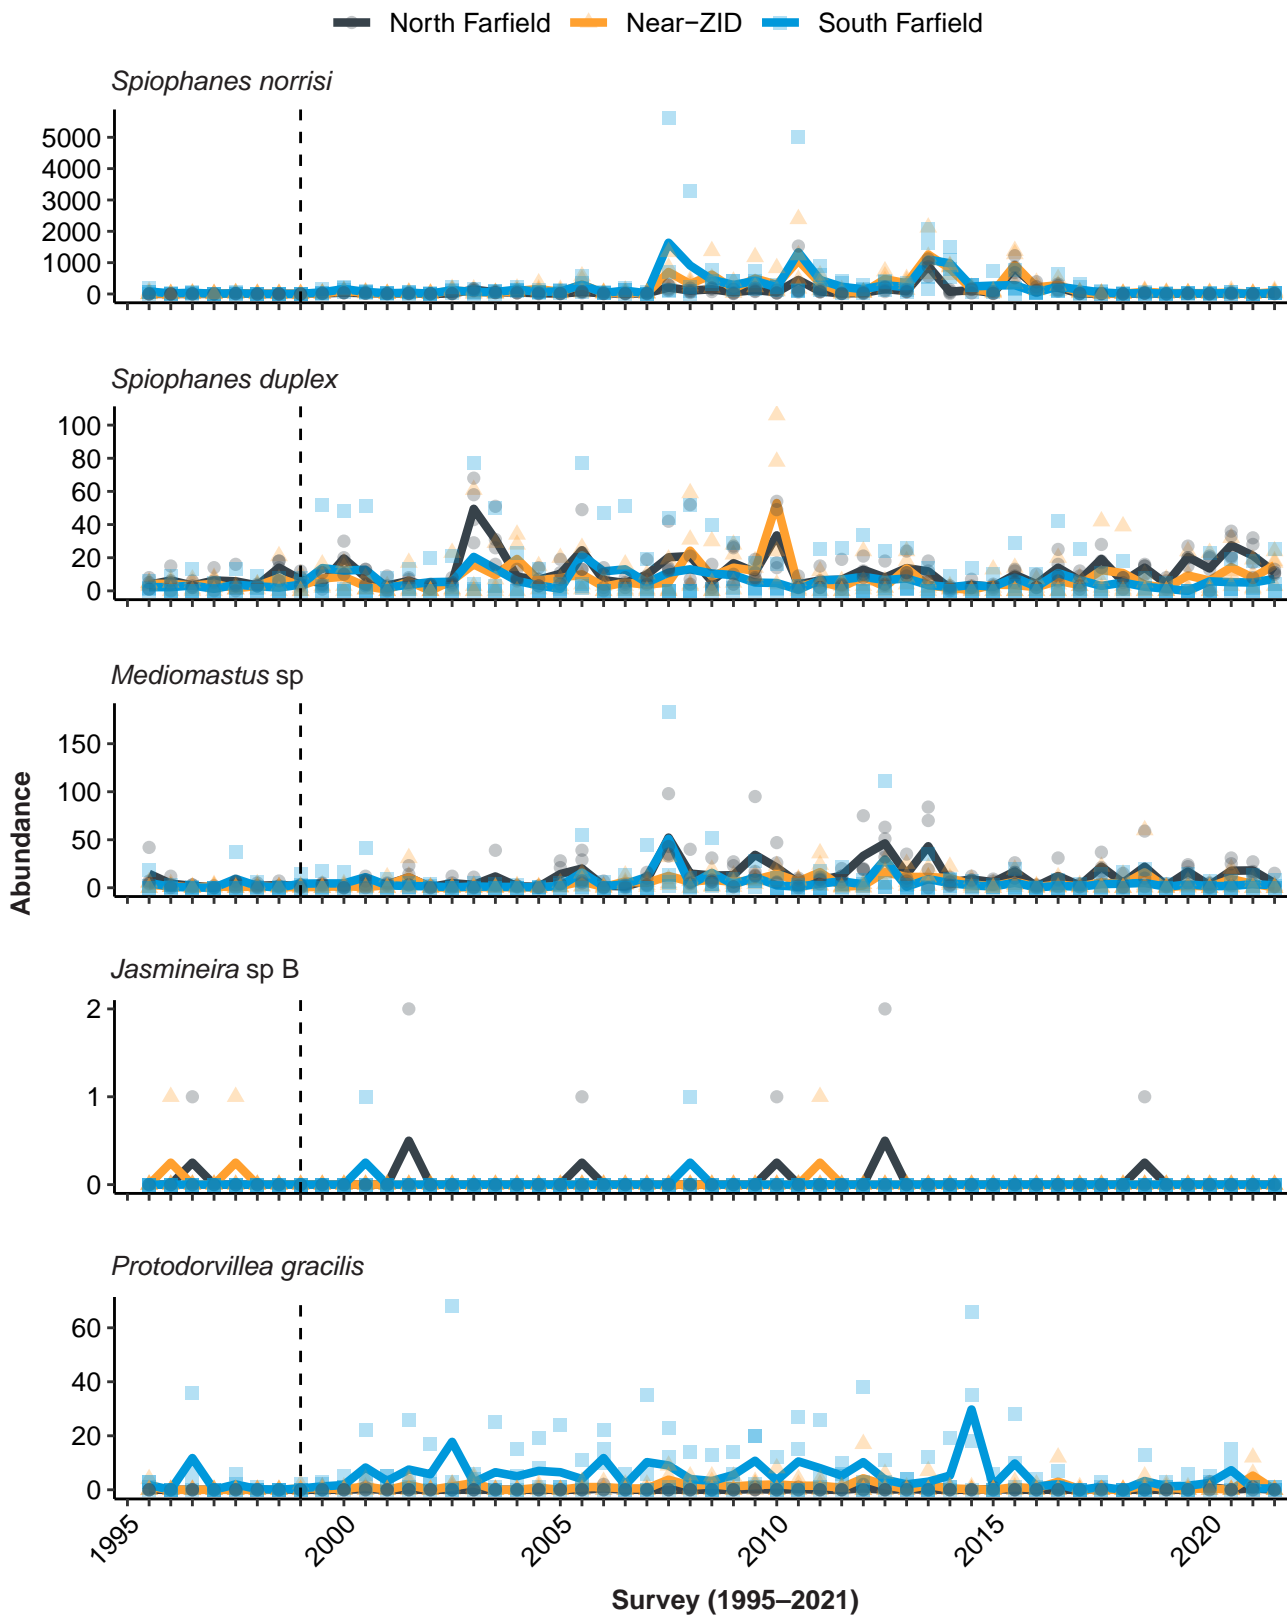 North Farfield Near−ZID South Farfield
Spiophanes norrisi
5000
4000
3000
2000
1000
0
Spiophanes duplex
100
80
60
40
20
0
Mediomastus sp
150
100
50
0
Abundance
Jasmineira sp B
2
1
0
Protodorvillea gracilis
60
40
20
0
1995 2000 2005 2010 2015 2020
Survey (1995–2021)